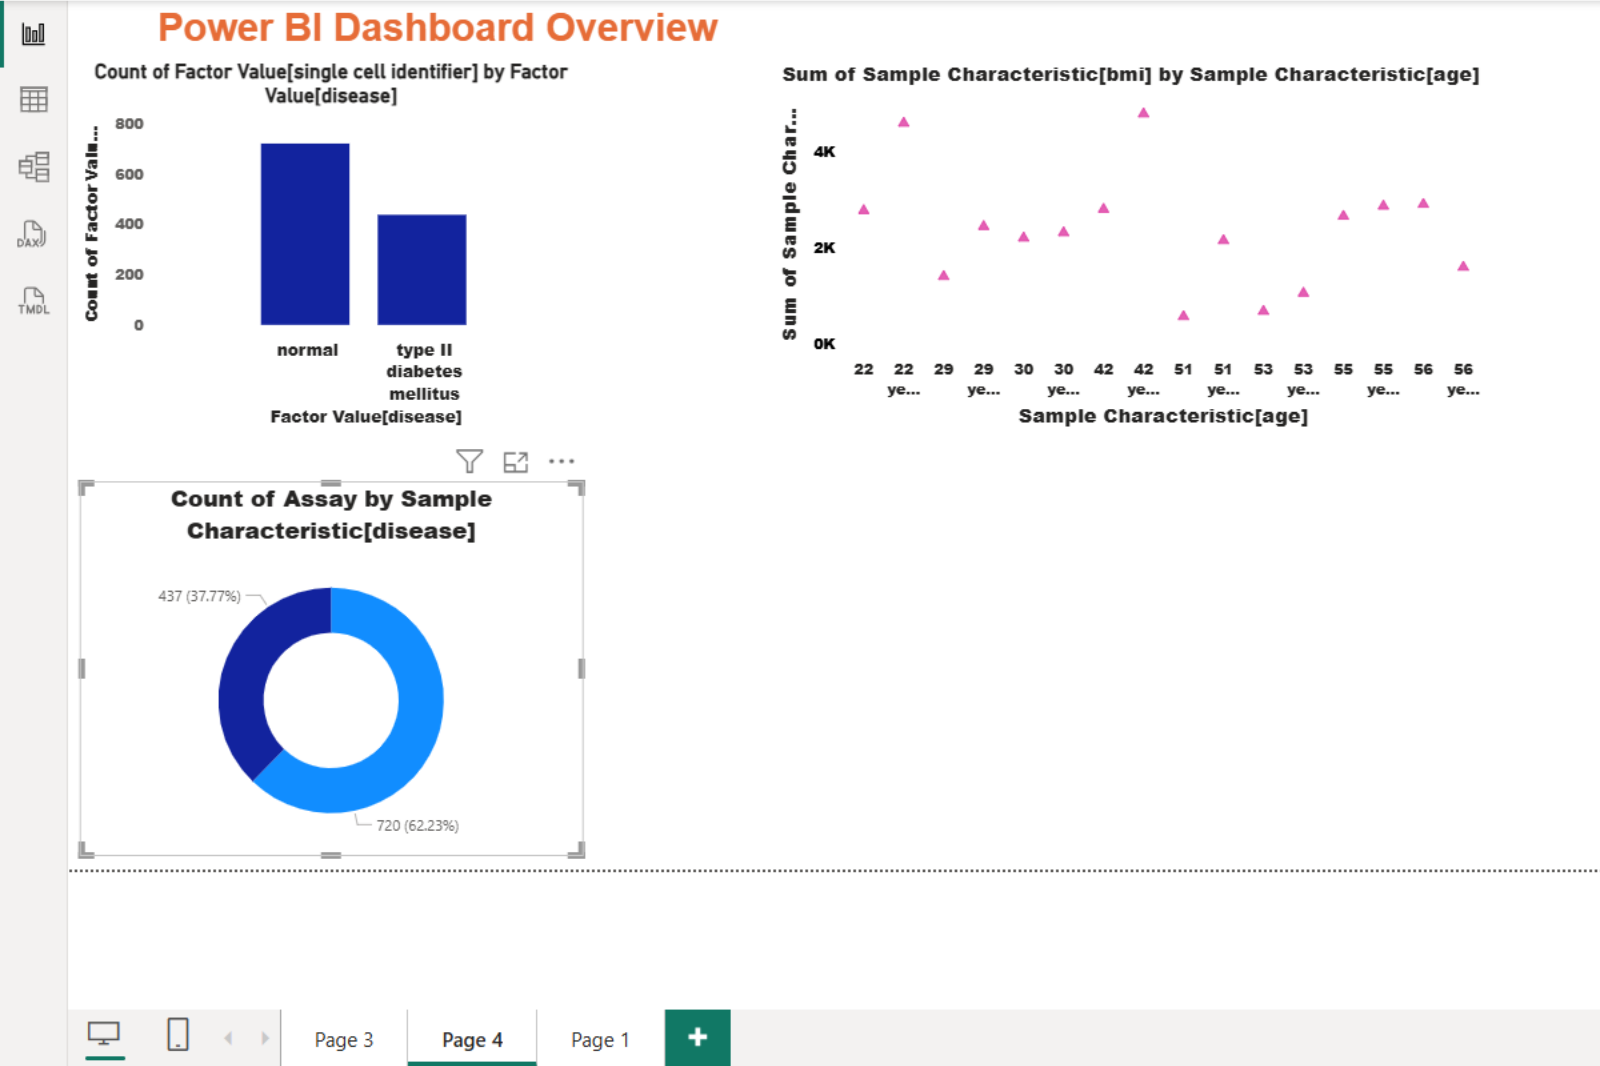 Power BI Dashboard Overview
Count of Factor Value[single cell identifier] by Factor
Value[disease]
Count of Factor Valu...
800
600
400
200
0
normal
type II
diabetes
mellitus
Factor Value[disease]
Sum of Sample Characteristic[bmi] by Sample Characteristic[age]
Sum of Sample Char...
4K
2K
0K
22 22 29 29 30 30 42 42 51 51 53 53 55 55 56 56
ye... ye... ye... ye... ye... ye... ye... ye...
Sample Characteristic[age]
Count of Assay by Sample
Characteristic[disease]
437 (37.77%)
720 (62.23%)
DAX
TMDL
Page 3
Page 4
Page 1
+